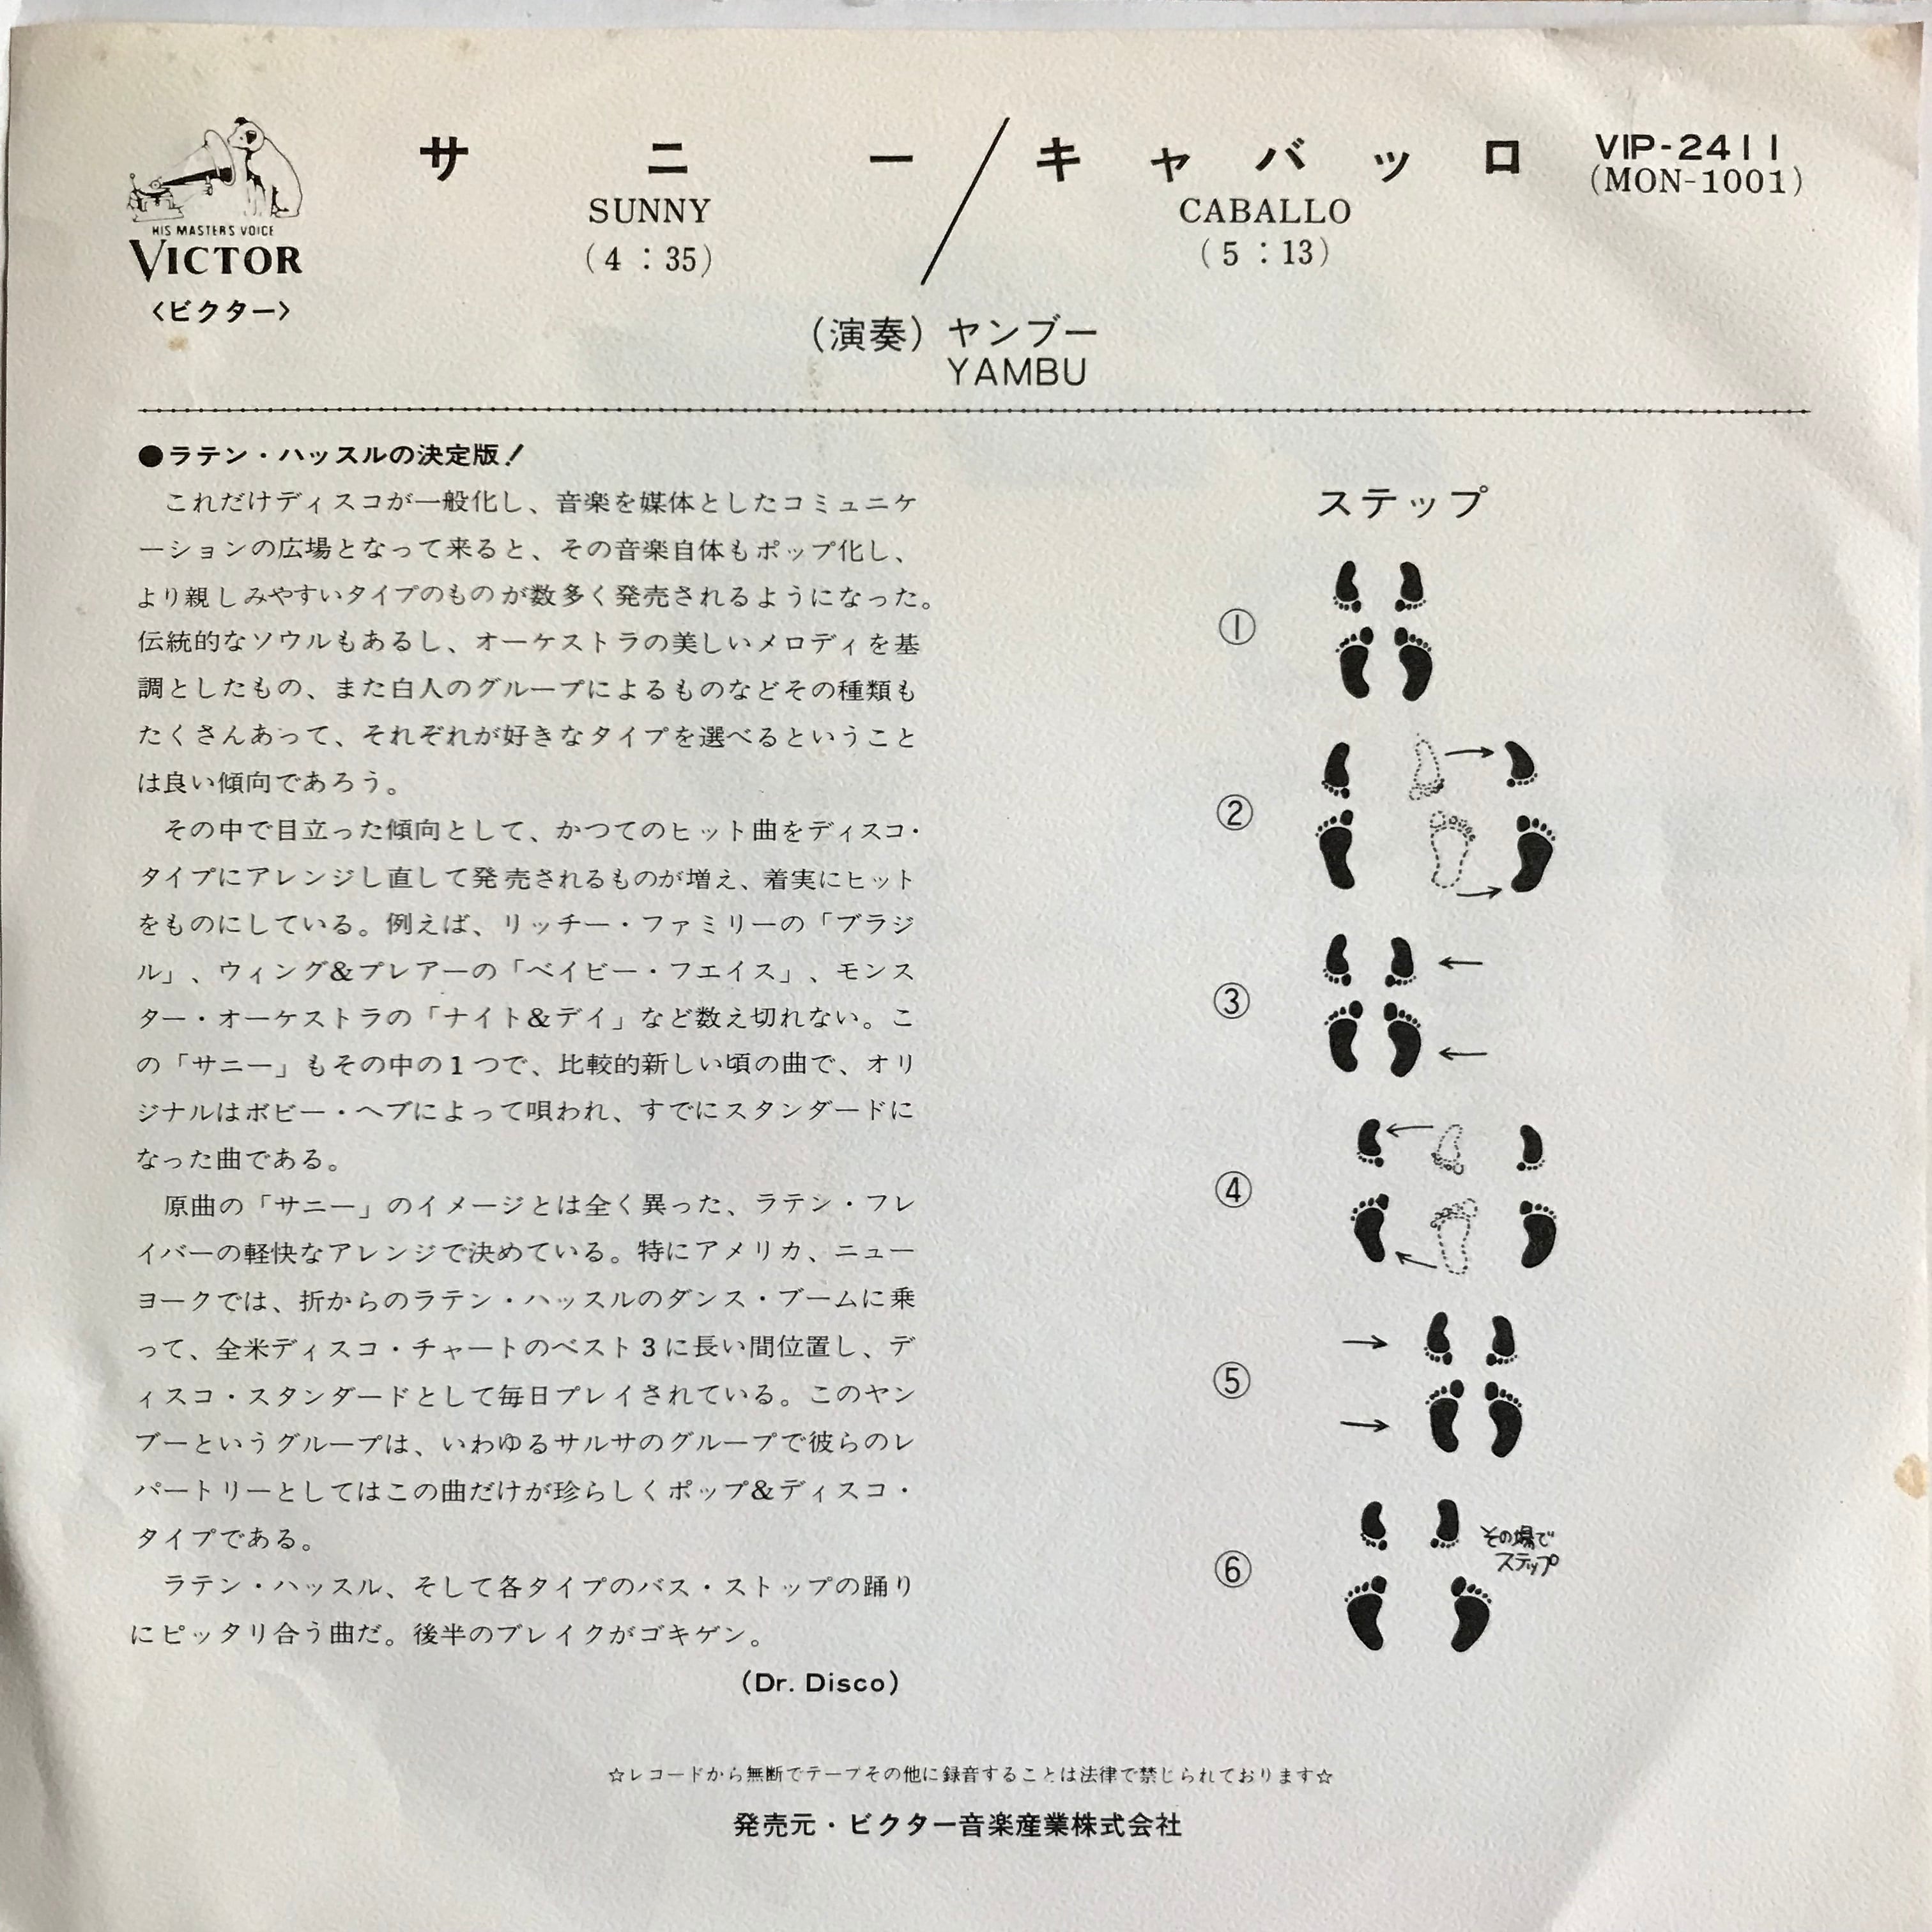 サニー／キャバッロ
VIP-2411
(MON-1001)
SUNNY
CABALLO
(4:35)
(5:13)
HIS MASTER'S VOICE
VICTOR
〈ビクター〉
(演奏) ヤンブー
YAMBU
●ラテン・ハッスルの決定版！
これだけディスコが一般化し、音楽を媒体としたコミュニケ
ーションの広場となって来ると、その音楽自体もポップ化し、
より親しみやすいタイプのものが数多く発売されるようになった。
伝統的なソウルもあるし、オーケストラの美しいメロディを基
調としたもの、また白人のグループによるものなどその種類も
たくさんあって、それぞれが好きなタイプを選べるということ
は良い傾向であろう。
その中で目立った傾向として、かつてのヒット曲をディスコ・
タイプにアレンジし直して発売されるものが増え、着実にヒット
をものにしている。例えば、リッチー・ファミリーの「ブラジ
ル」、ウィング&プレアーの「ベイビー・フエイス」、モンス
ター・オーケストラの「ナイト&デイ」など数え切れない。こ
の「サニー」もその中の1つで、比較的新しい頃の曲で、オリ
ジナルはボビー・ヘブによって唄われ、すでにスタンダードに
なった曲である。
原曲の「サニー」のイメージとは全く異った、ラテン・フレ
イバーの軽快なアレンジで決めている。特にアメリカ、ニュー
ヨークでは、折からのラテン・ハッスルのダンス・ブームに乗
って、全米ディスコ・チャートのベスト3に長い間位置し、デ
ィスコ・スタンダードとして毎日プレイされている。このヤン
ブーというグループは、いわゆるサルサのグループで彼らのレ
パートリーとしてはこの曲だけが珍らしくポップ&ディスコ・
タイプである。
ラテン・ハッスル、そして各タイプのバス・ストップの踊り
にピッタリ合う曲だ。後半のブレイクがゴキゲン。
(Dr. Disco)
ステップ
①
②
③
④
⑤
⑥
その場で
ステップ
☆レコードから無断でテープその他に録音することは法律で禁じられております☆
発売元・ビクター音楽産業株式会社